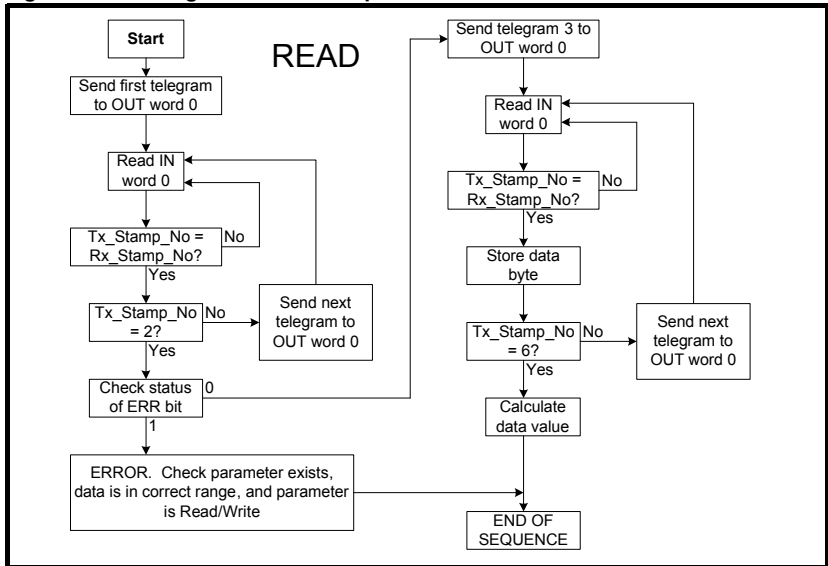 Start
READ
Send first telegram
to OUT word 0
Read IN
word 0
Tx_Stamp_No =
Rx_Stamp_No?
No
Yes
Tx_Stamp_No
= 2?
No
Yes
Send next
telegram to
OUT word 0
Check status
of ERR bit
0
1
ERROR. Check parameter exists,
data is in correct range, and parameter
is Read/Write
Send telegram 3 to
OUT word 0
Read IN
word 0
Tx_Stamp_No =
Rx_Stamp_No?
No
Yes
Store data
byte
Tx_Stamp_No
= 6?
No
Yes
Send next
telegram to
OUT word 0
Calculate
data value
END OF
SEQUENCE